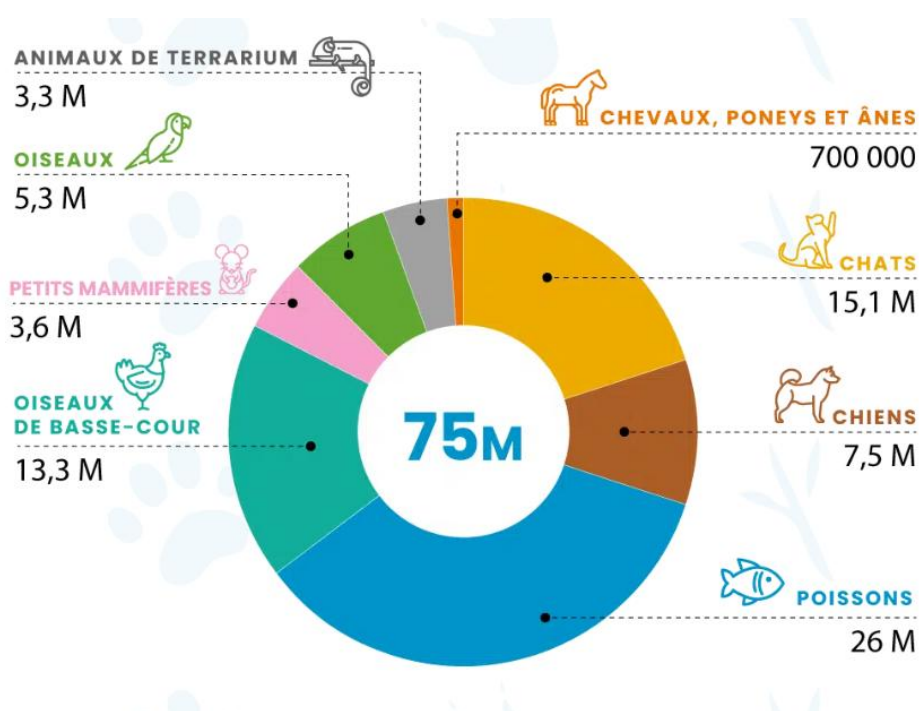 ANIMAUX DE TERRARIUM
3,3 M
OISEAUX
5,3 M
PETITS MAMMIFÈRES
3,6 M
OISEAUX
DE BASSE-COUR
13,3 M
75M
CHEVAUX, PONEYS ET ÂNES
700 000
CHATS
15,1 M
CHIENS
7,5 M
POISSONS
26 M